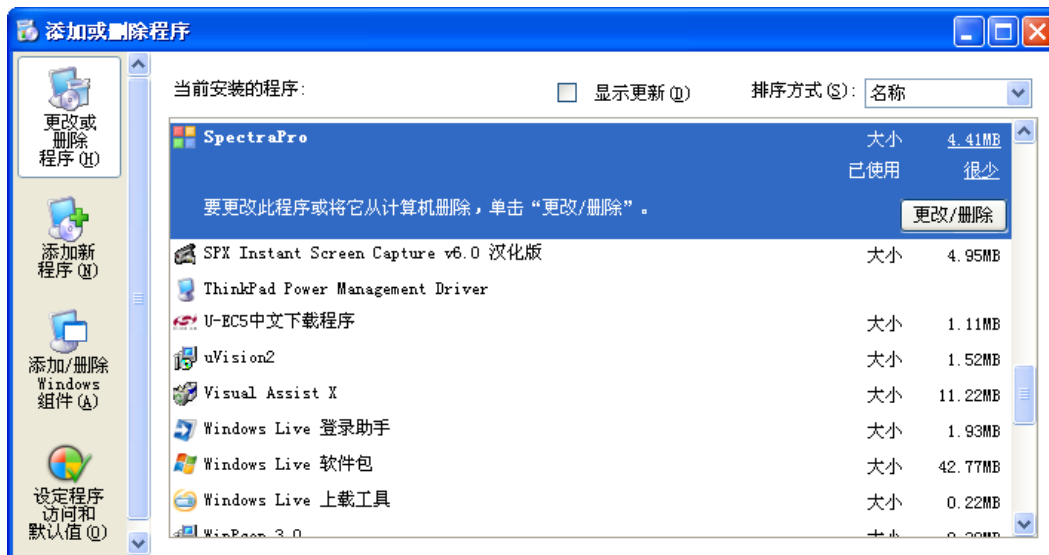 添加或删除程序
更改或
删除
程序(H)
添加新
程序(N)
添加/删除
Windows
组件(A)
设定程序
访问和
默认值(O)
当前安装的程序:
显示更新(D)
排序方式(S): 名称
SpectraPro 大小 4.41MB
已使用 很少
要更改此程序或将它从计算机删除，单击“更改/删除”。
更改/删除
SPX Instant Screen Capture v6.0 汉化版 大小 4.95MB
ThinkPad Power Management Driver
U-EC5中文下载程序 大小 1.11MB
uVision2 大小 1.52MB
Visual Assist X 大小 11.22MB
Windows Live 登录助手 大小 1.93MB
Windows Live 软件包 大小 42.77MB
Windows Live 上载工具 大小 0.22MB
大小